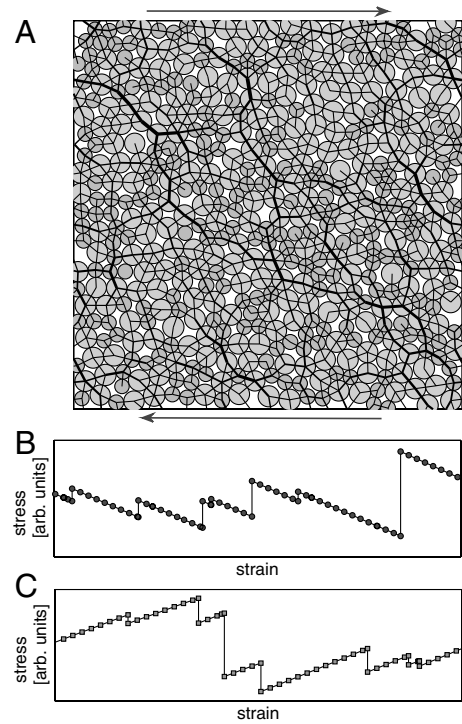 A
B
stress
[arb. units]
strain
C
stress
[arb. units]
strain